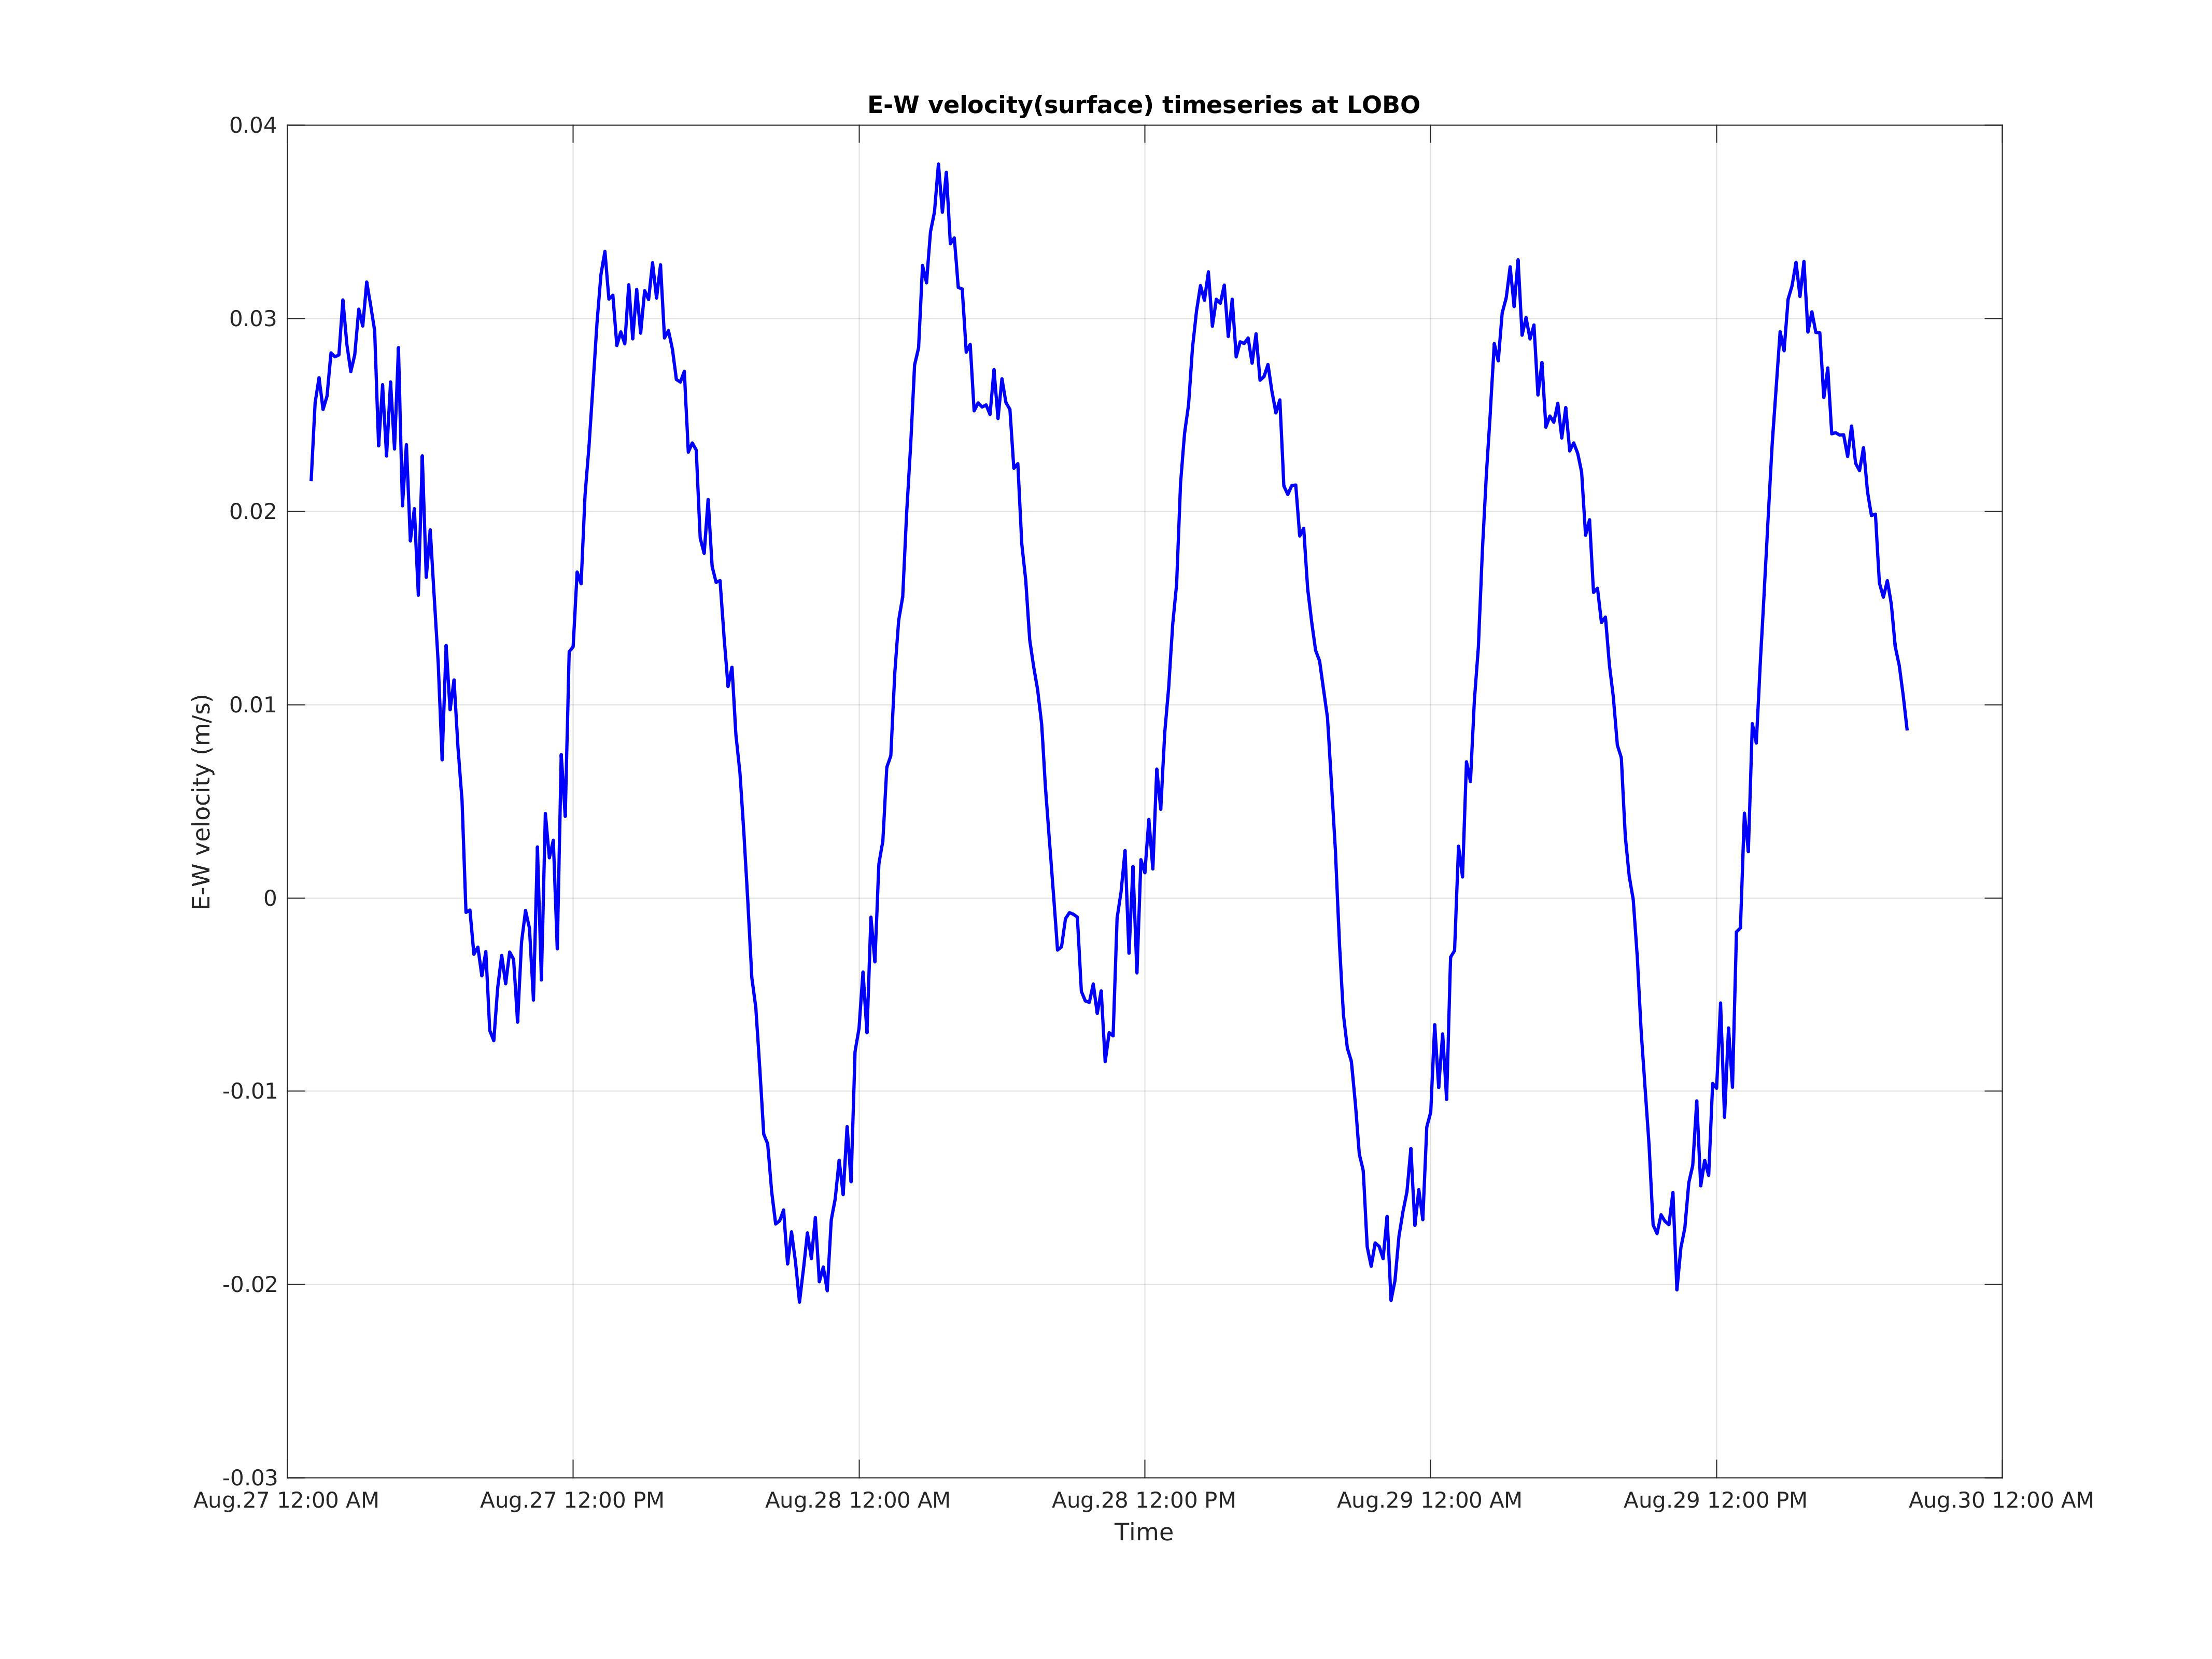 E-W velocity(surface) timeseries at LOBO
0.04
0.03
0.02
0.01
0
-0.01
-0.02
-0.03
E-W velocity (m/s)
Aug.27 12:00 AM Aug.27 12:00 PM Aug.28 12:00 AM Aug.28 12:00 PM Aug.29 12:00 AM Aug.29 12:00 PM Aug.30 12:00 AM
Time